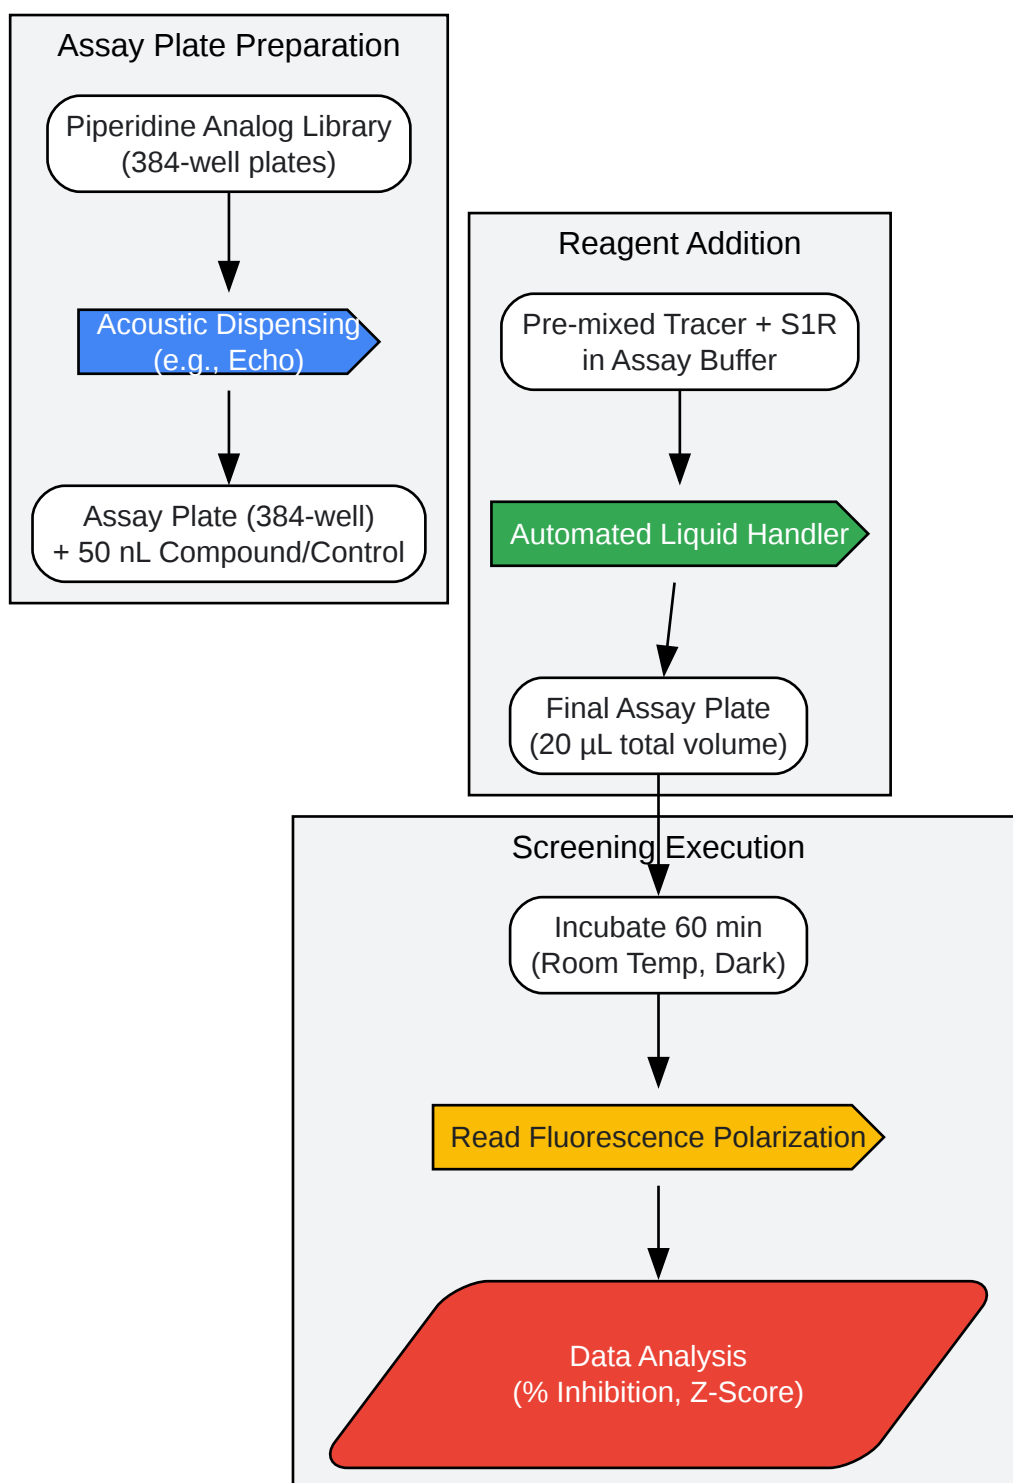 Assay Plate Preparation
Piperidine Analog Library
(384-well plates)
Acoustic Dispensing
(e.g., Echo)
Assay Plate (384-well)
+ 50 nL Compound/Control
Reagent Addition
Pre-mixed Tracer + S1R
in Assay Buffer
Automated Liquid Handler
Final Assay Plate
(20 µL total volume)
Screening Execution
Incubate 60 min
(Room Temp, Dark)
Read Fluorescence Polarization
Data Analysis
(% Inhibition, Z-Score)